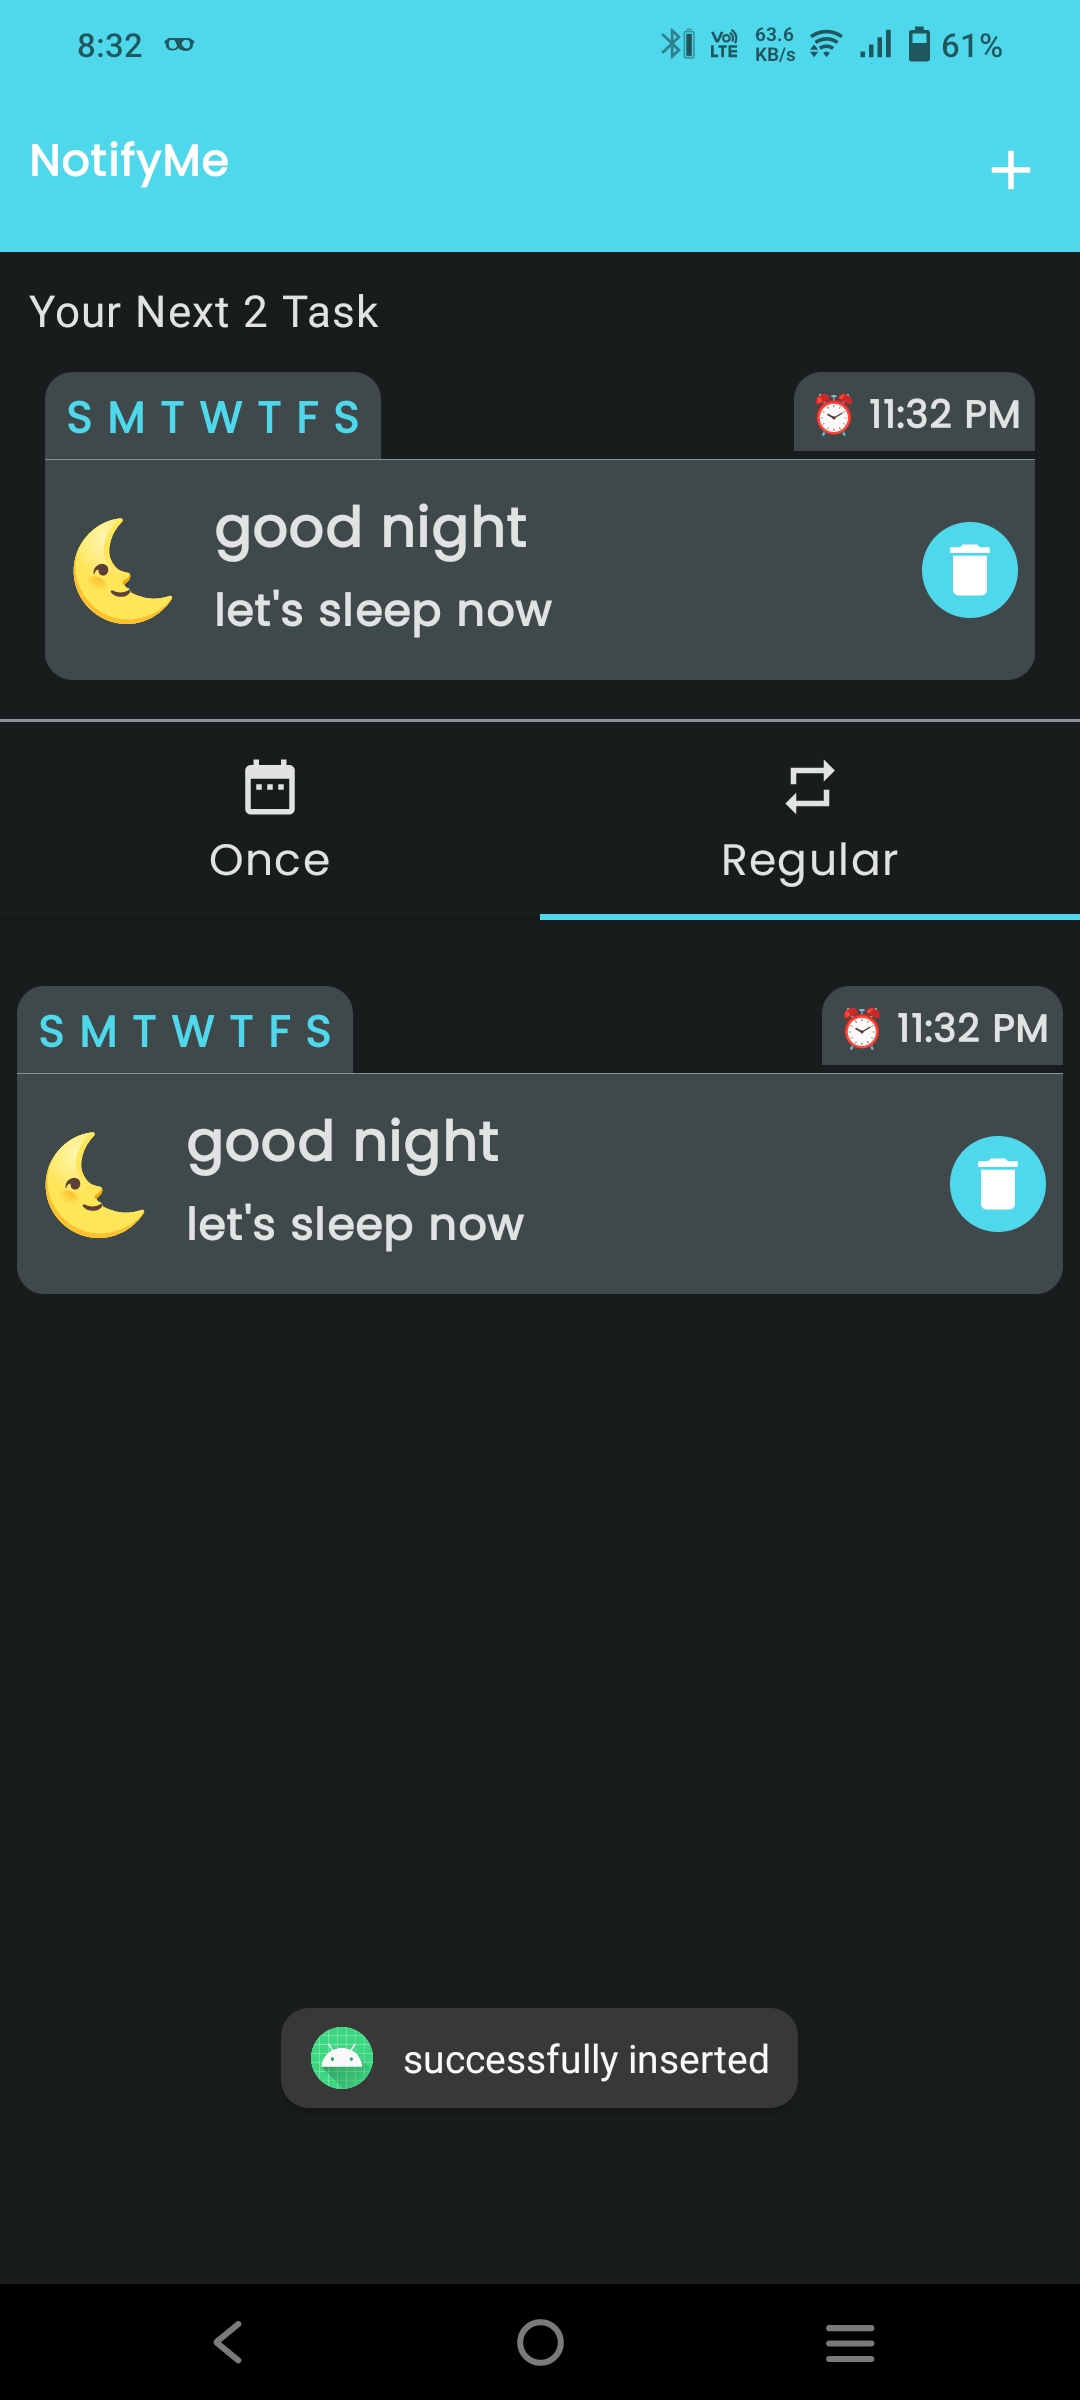 8:32 Vo) LTE 63.6 KB/s 61%
NotifyMe
Your Next 2 Task
S M T W T F S 11:32 PM
good night
let's sleep now
Once Regular
S M T W T F S 11:32 PM
good night
let's sleep now
successfully inserted